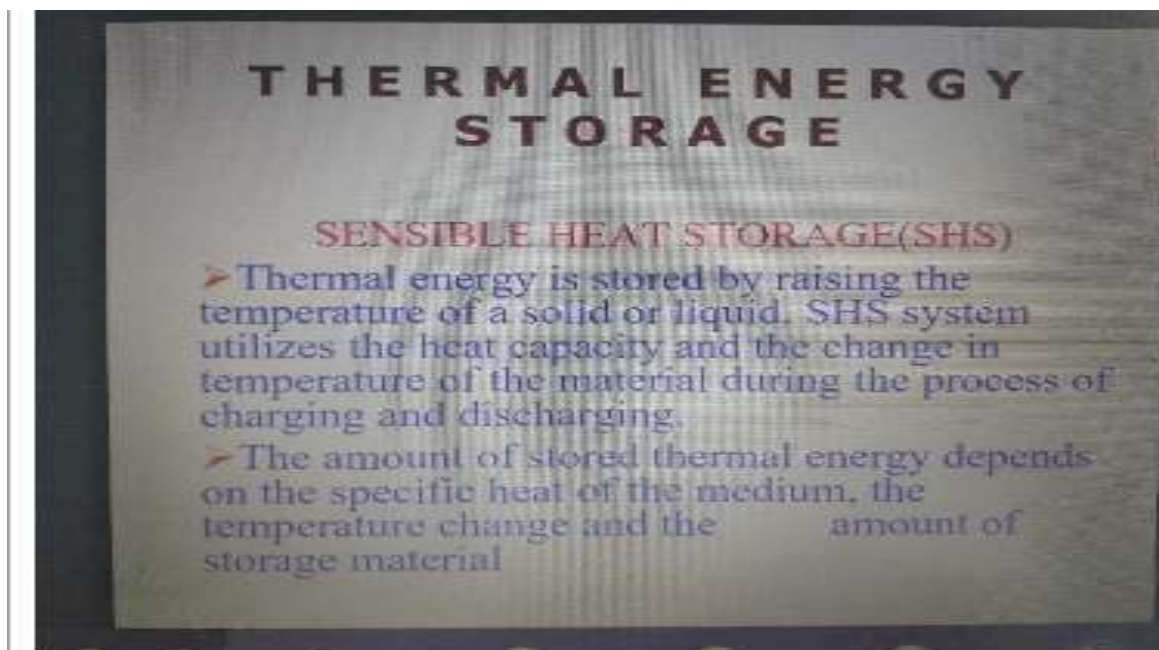 THERMAL ENERGY
STORAGE
SENSIBLE HEAT STORAGE(SHS)
➢Thermal energy is stored by raising the
temperature of a solid or liquid. SHS system
utilizes the heat capacity and the change in
temperature of the material during the process of
charging and discharging.
➢The amount of stored thermal energy depends
on the specific heat of the medium, the
temperature change and the amount of
storage material